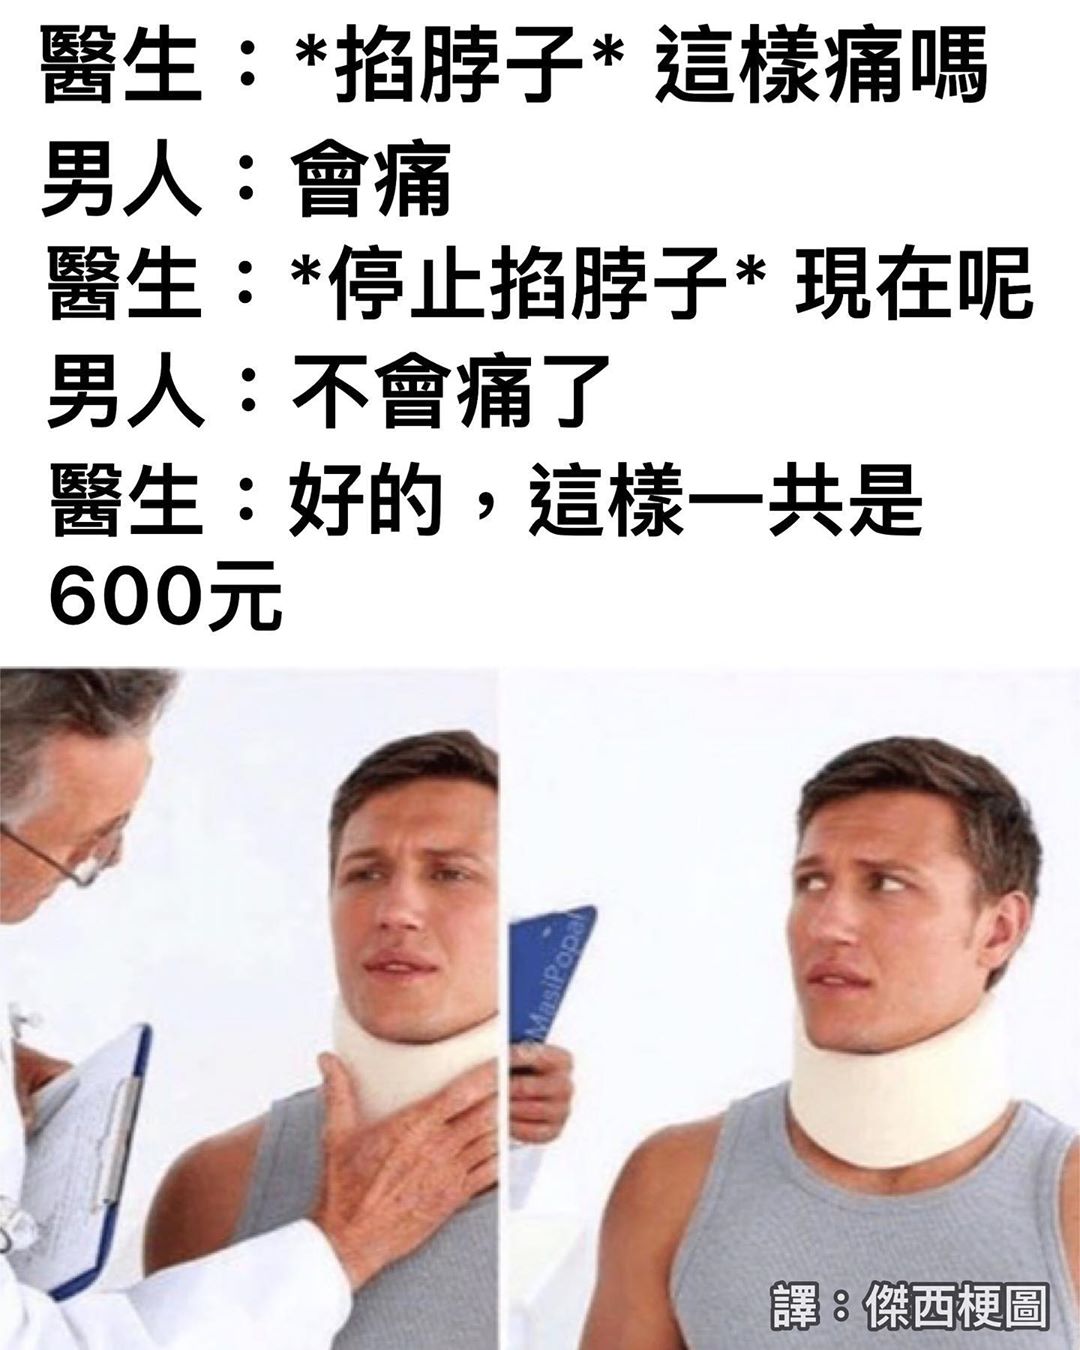 醫生：*掐脖子* 這樣痛嗎
男人：會痛
醫生：*停止掐脖子* 現在呢
男人：不會痛了
醫生：好的，這樣一共是
600元
@MasiPopal
譯：傑西梗圖